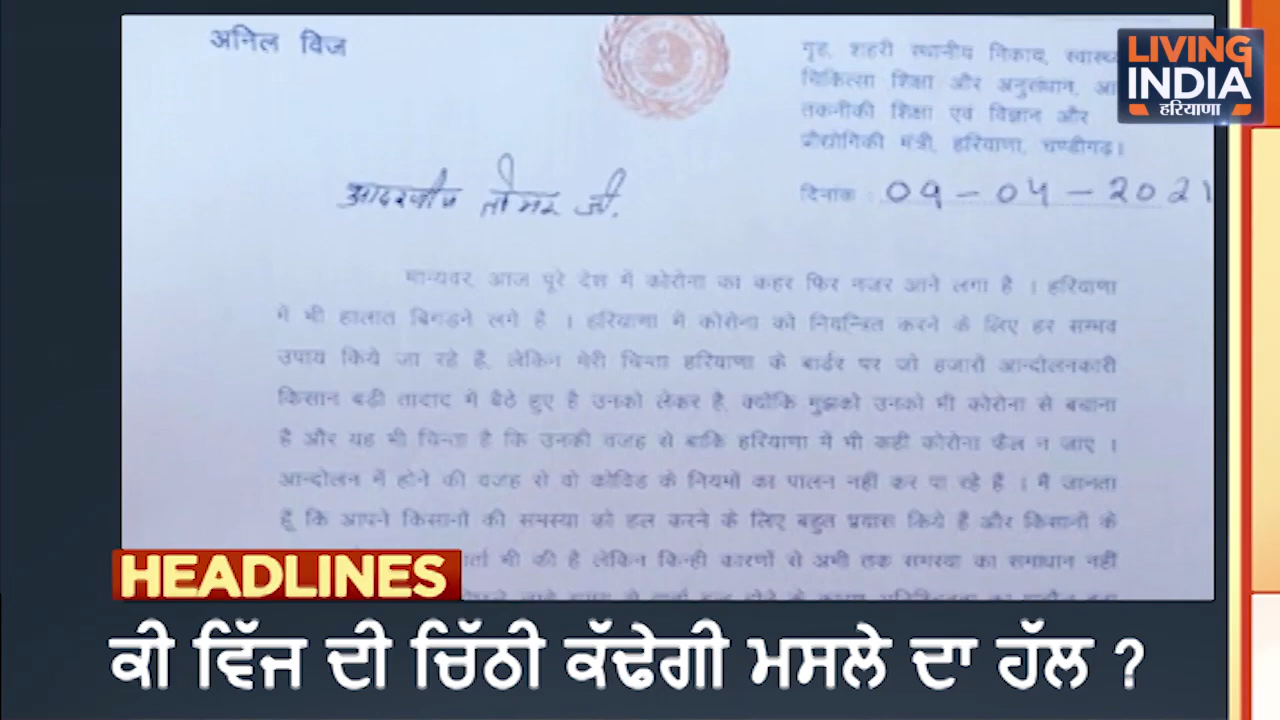 अनिल विज
गृह, शहरी स्थानीय निकाय, स्वास्थ्य
चिकित्सा शिक्षा और अनुसंधान, आ
तकनीकी शिक्षा एवं विज्ञान और
प्रौद्योगिकी मंत्री, हरियाणा, चण्डीगढ़।
दिनांक : 09-04-2021
आदरणीय तोमर जी.
मान्यवर, आज पूरे देश में कोरोना का कहर फिर नजर आने लगा है । हरियाणा
में भी हालात बिगड़ने लगे है । हरियाणा में कोरोना को नियन्त्रित करने के लिए हर सम्भव
उपाय किये जा रहे हैं, लेकिन मेरी चिन्ता हरियाणा के बार्डर पर जो हजारों आन्दोलनकारी
किसान बड़ी तादाद में बैठे हुए है उनको लेकर है, क्योंकि मुझको उनको भी कोरोना से बचाना
है और यह भी चिन्ता है कि उनकी वजह से बाकि हरियाणा में भी कही कोरोना फैल न जाए ।
आन्दोलन में होने की वजह से वो कोविड के नियमों का पालन नहीं कर पा रहे हैं । मैं जानता
हूँ कि आपने किसानों की समस्या को हल करने के लिए बहुत प्रयास किये है और किसानों के
र्ता भी की है लेकिन किन्ही कारणों से अभी तक समस्या का समाधान नहीं
LIVING
INDIA
हरियाणा
HEADLINES
ਕੀ ਵਿੱਜ ਦੀ ਚਿੱਠੀ ਕੱਢੇਗੀ ਮਸਲੇ ਦਾ ਹੱਲ ?